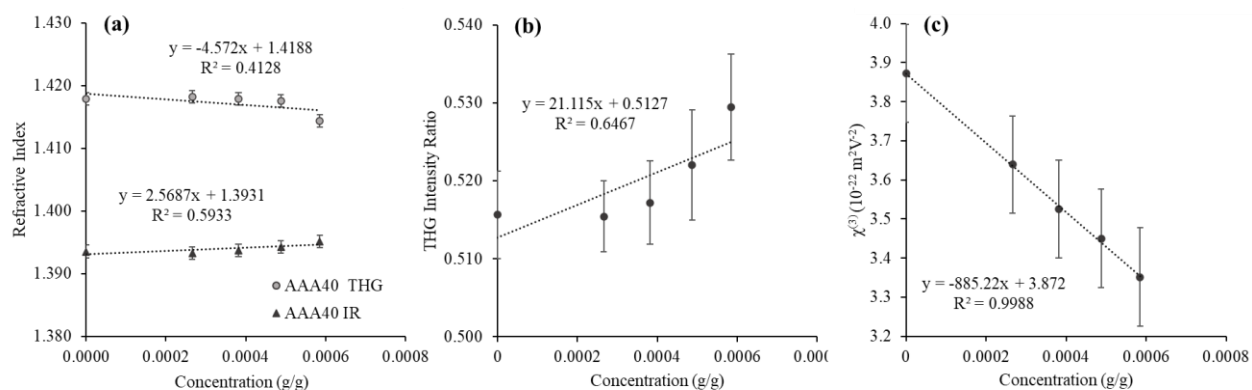 (a)
1.430
1.420
1.410
1.400
1.390
1.380
Refractive Index
y = -4.572x + 1.4188
R² = 0.4128
y = 2.5687x + 1.3931
R² = 0.5933
AAA40 THG
AAA40 IR
0.0000 0.0002 0.0004 0.0006 0.0008
Concentration (g/g)
(b)
0.540
0.530
0.520
0.510
0.500
THG Intensity Ratio
y = 21.115x + 0.5127
R² = 0.6467
0 0.0002 0.0004 0.0006
Concentration (g/g)
(c)
4.0
3.9
3.8
3.7
3.6
3.5
3.4
3.3
3.2
χ⁽³⁾ (10⁻²² m²V⁻²)
y = -885.22x + 3.872
R² = 0.9988
0 0.0002 0.0004 0.0006 0.0008
Concentration (g/g)